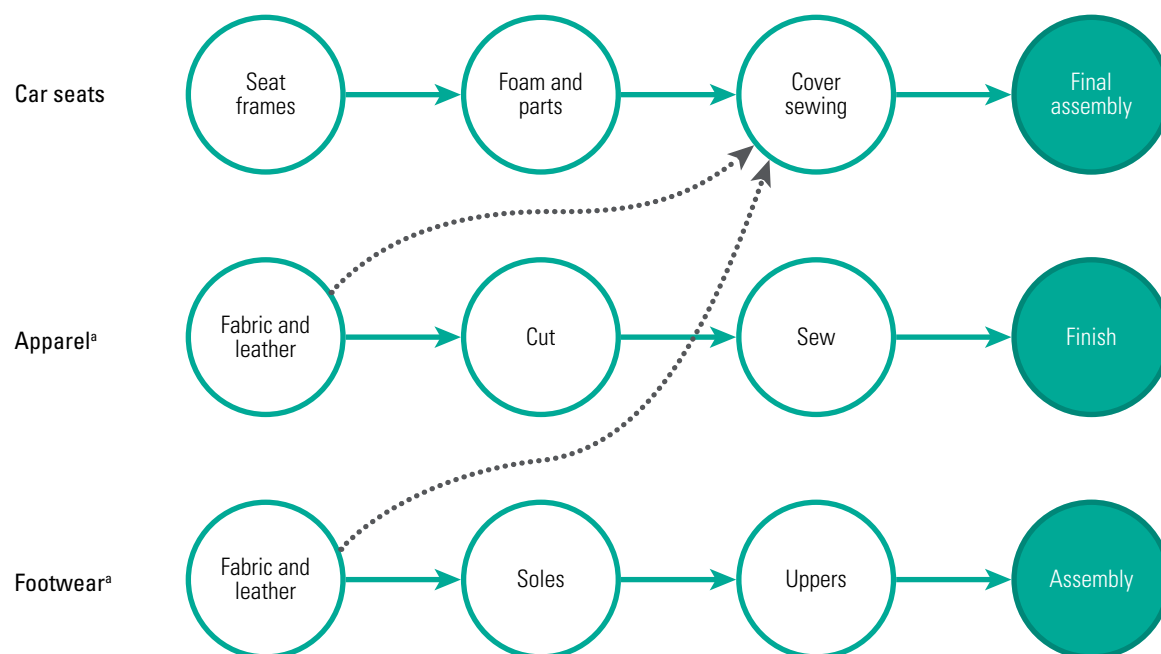 Car seats
Seat
frames
Foam and
parts
Cover
sewing
Final
assembly
Apparelᵃ
Fabric and
leather
Cut
Sew
Finish
Footwearᵃ
Fabric and
leather
Soles
Uppers
Assembly